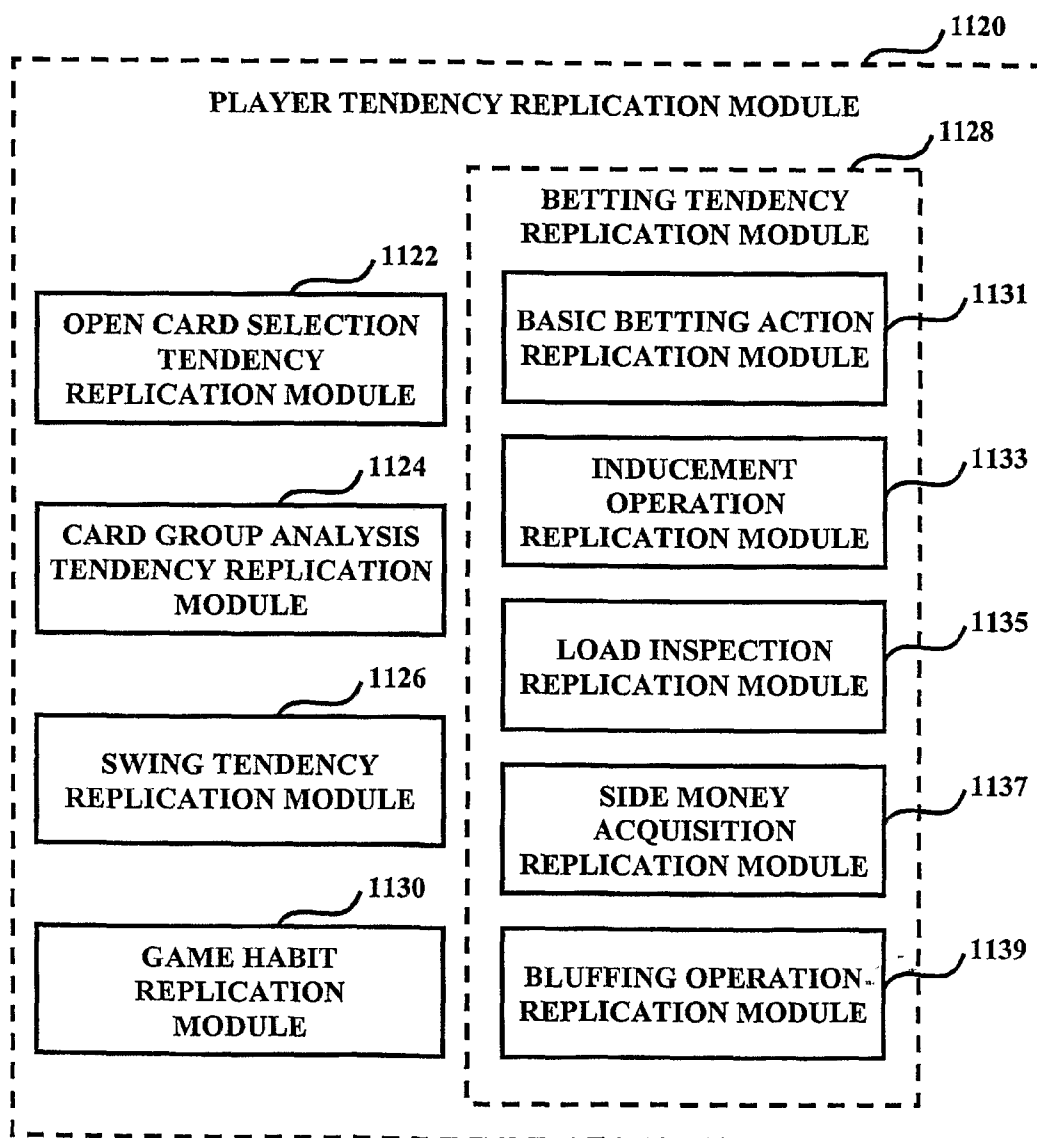 1120
PLAYER TENDENCY REPLICATION MODULE
1128
BETTING TENDENCY
REPLICATION MODULE
1122
OPEN CARD SELECTION
TENDENCY
REPLICATION MODULE
1124
CARD GROUP ANALYSIS
TENDENCY REPLICATION
MODULE
1126
SWING TENDENCY
REPLICATION MODULE
1130
GAME HABIT
REPLICATION
MODULE
1131
BASIC BETTING ACTION
REPLICATION MODULE
1133
INDUCEMENT
OPERATION
REPLICATION MODULE
1135
LOAD INSPECTION
REPLICATION MODULE
1137
SIDE MONEY
ACQUISITION
REPLICATION MODULE
1139
BLUFFING OPERATION
REPLICATION MODULE